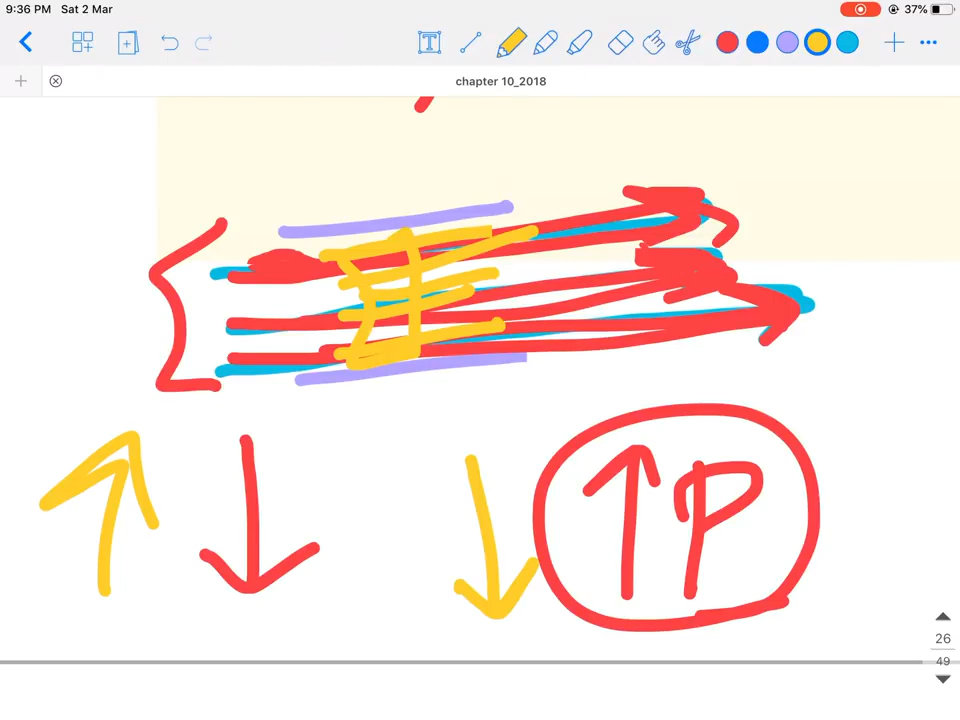 9:36 PM Sat 2 Mar 37%
T
chapter 10_2018
↑ ↓ ↓ ↑ P
26
49